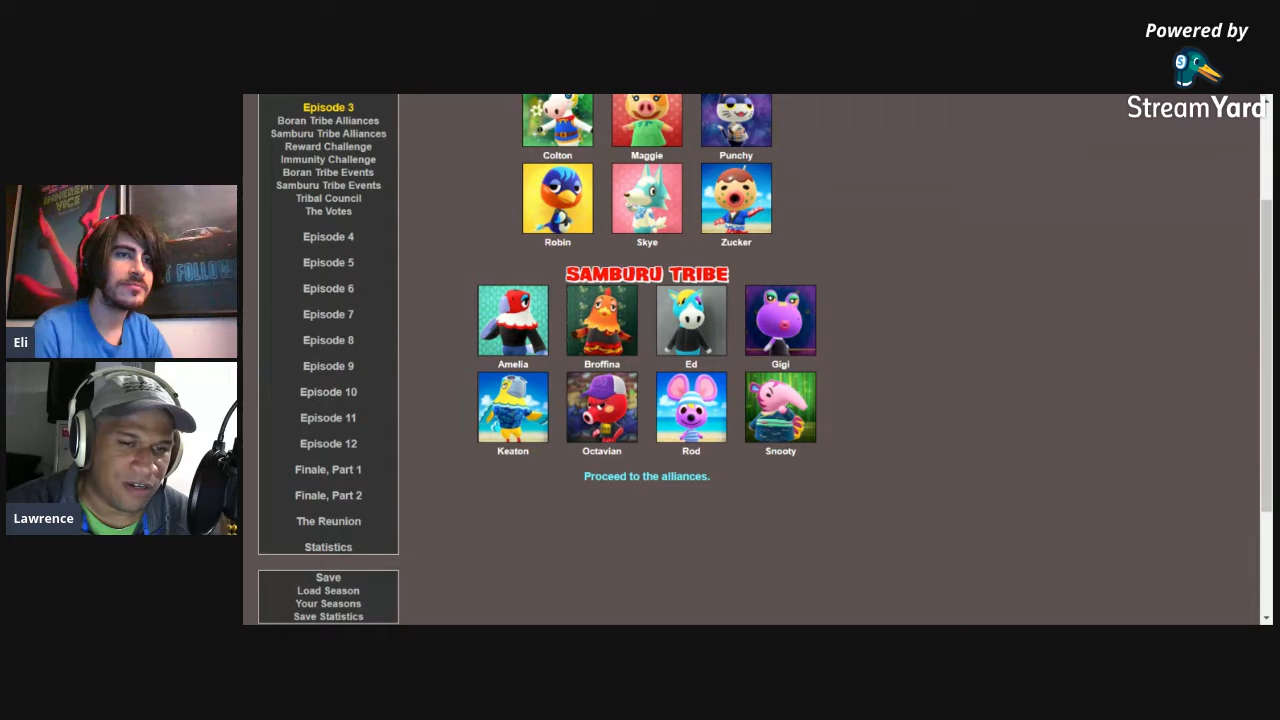 Powered by
StreamYard
Episode 3
Boran Tribe Alliances
Samburu Tribe Alliances
Reward Challenge
Immunity Challenge
Boran Tribe Events
Samburu Tribe Events
Tribal Council
The Votes
Episode 4
Episode 5
Episode 6
Episode 7
Episode 8
Episode 9
Episode 10
Episode 11
Episode 12
Finale, Part 1
Finale, Part 2
The Reunion
Statistics
Save
Load Season
Your Seasons
Save Statistics
Colton Maggie Punchy
Robin Skye Zucker
SAMBURU TRIBE
Amelia Broffina Ed Gigi
Keaton Octavian Rod Snooty
Proceed to the alliances.
INHERENT
VICE
T FOLLOW
Eli
Lawrence